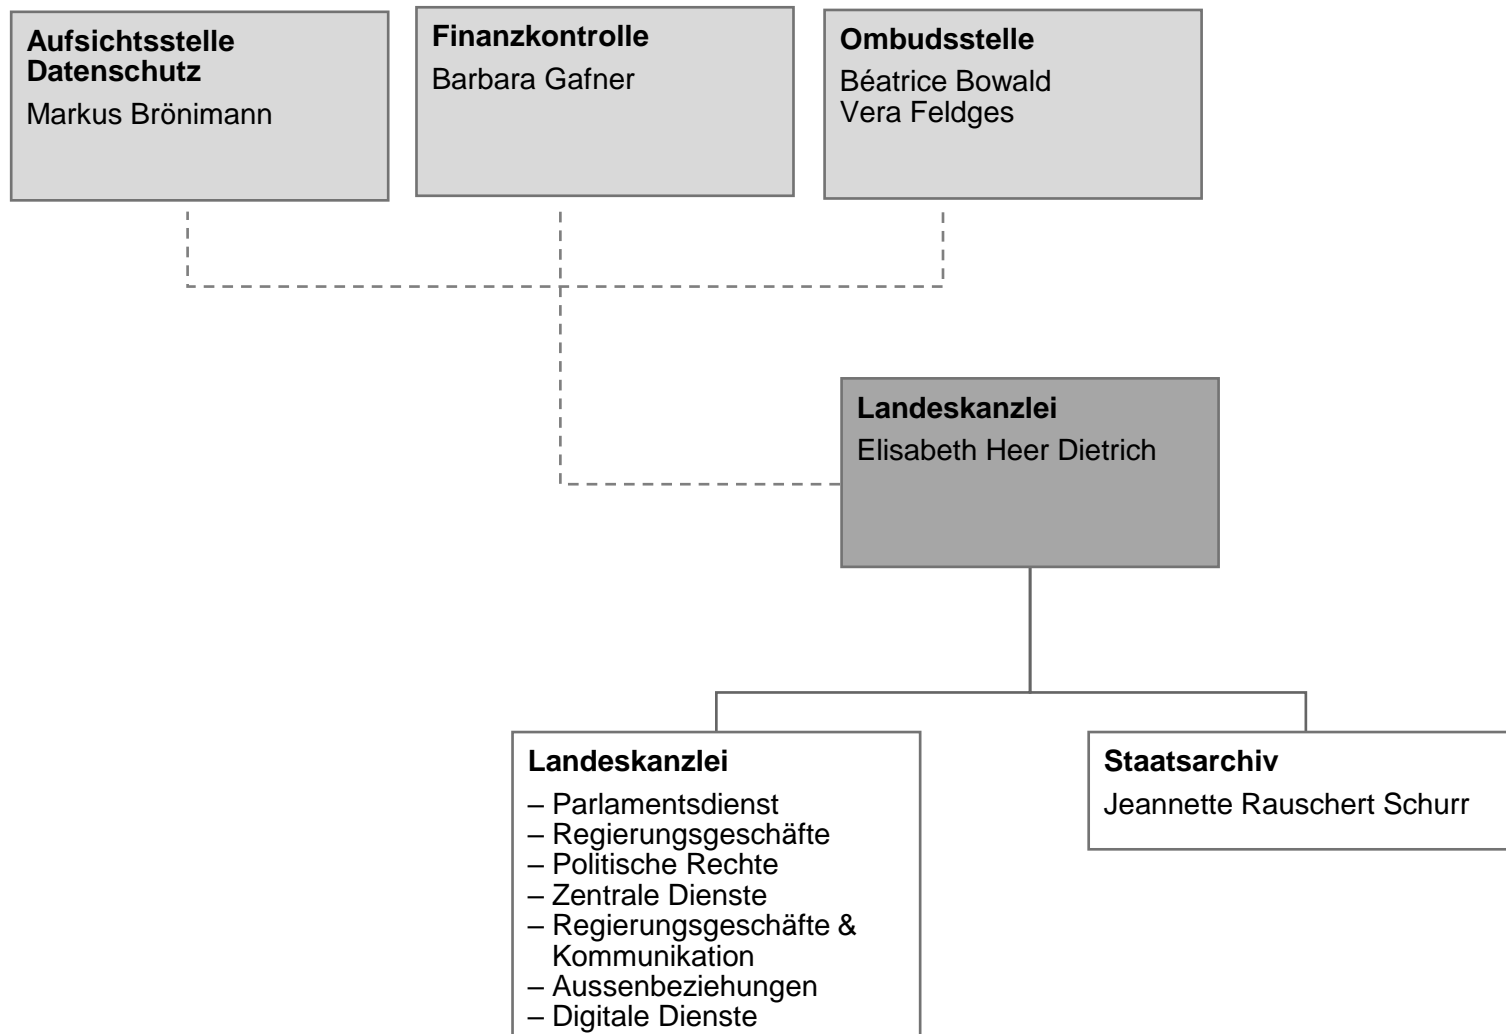 Aufsichtsstelle
Datenschutz
Markus Brönimann
Finanzkontrolle
Barbara Gafner
Ombudsstelle
Béatrice Bowald
Vera Feldges
Landeskanzlei
Elisabeth Heer Dietrich
Landeskanzlei
– Parlamentsdienst
– Regierungsgeschäfte
– Politische Rechte
– Zentrale Dienste
– Regierungsgeschäfte &
Kommunikation
– Aussenbeziehungen
– Digitale Dienste
Staatsarchiv
Jeannette Rauschert Schurr